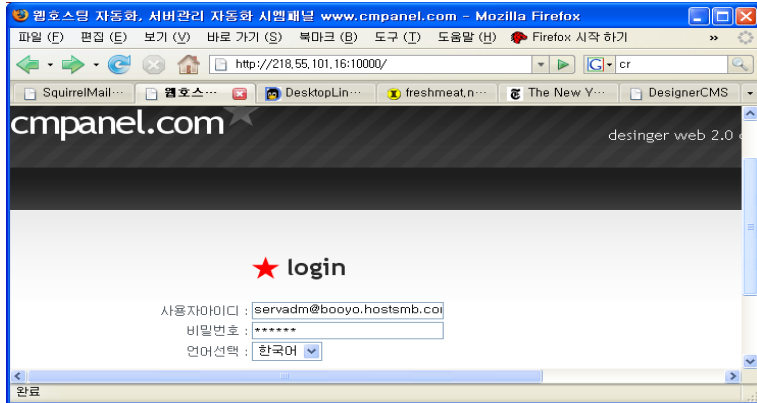 웹호스팅 자동화, 서버관리 자동화 시엠패널 www.cmpanel.com - Mozilla Firefox
파일 (F) 편집 (E) 보기 (V) 바로 가기 (S) 북마크 (B) 도구 (T) 도움말 (H) Firefox 시작 하기 »
http://218.55.101.16:10000/ G cr
SquirrelMail··· 웹호스··· DesktopLin··· freshmeat.n··· The New Y··· DesignerCMS
cmpanel.com
desinger web 2.0
login
사용자아이디 : servadm@booyo.hostsmb.co
비밀번호 : ******
언어선택 : 한국어
완료